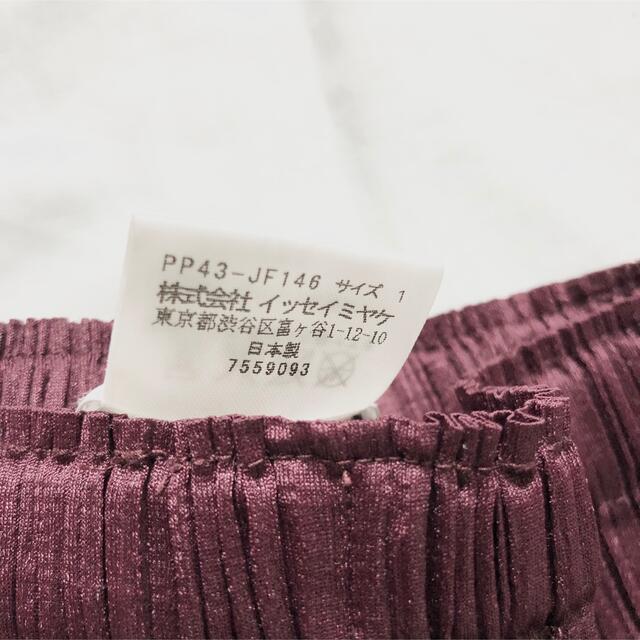 PP43-JF146 サイズ 1
株式会社 イッセイミヤケ
東京都渋谷区富ヶ谷1-12-10
日本製
7559093